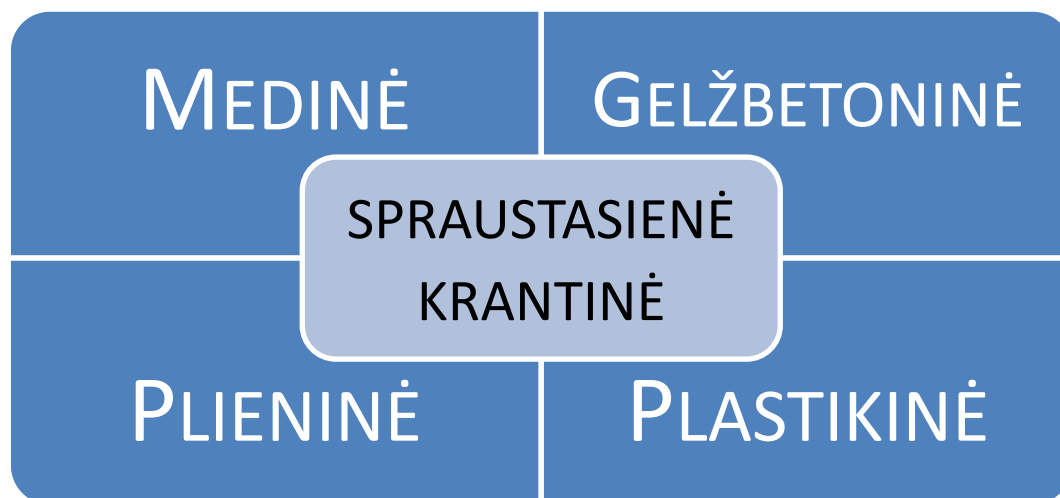 MEDINĖ
GELŽBETONINĖ
SPRAUSTASIENĖ
KRANTINĖ
PLIENINĖ
PLASTIKINĖ